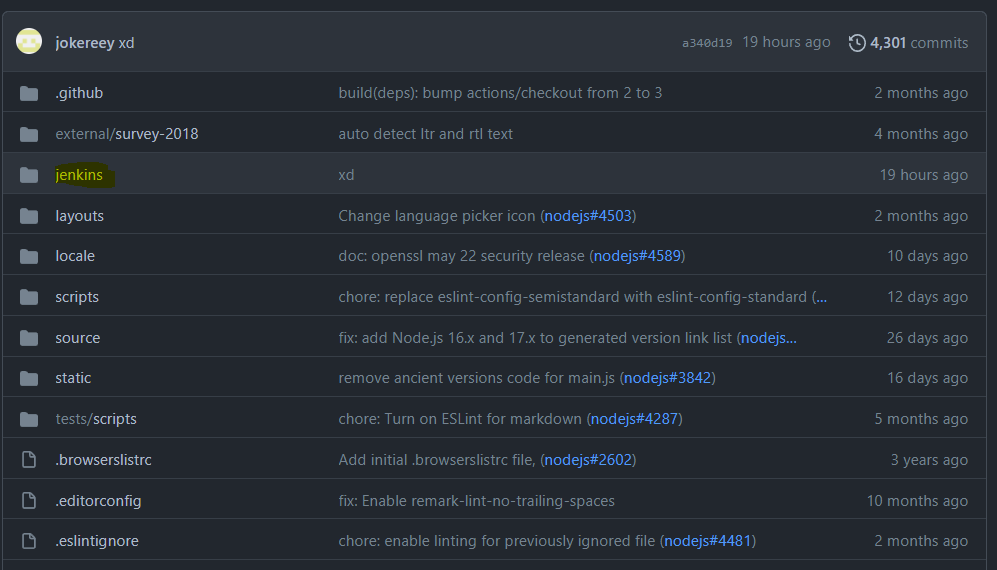 jokereey xd a340d19 19 hours ago 4,301 commits
.github build(deps): bump actions/checkout from 2 to 3 2 months ago
external/survey-2018 auto detect ltr and rtl text 4 months ago
jenkins xd 19 hours ago
layouts Change language picker icon (nodejs#4503) 2 months ago
locale doc: openssl may 22 security release (nodejs#4589) 10 days ago
scripts chore: replace eslint-config-semistandard with eslint-config-standard (... 12 days ago
source fix: add Node.js 16.x and 17.x to generated version link list (nodejs... 26 days ago
static remove ancient versions code for main.js (nodejs#3842) 16 days ago
tests/scripts chore: Turn on ESLint for markdown (nodejs#4287) 5 months ago
.browserslistrc Add initial .browserslistrc file, (nodejs#2602) 3 years ago
.editorconfig fix: Enable remark-lint-no-trailing-spaces 10 months ago
.eslintignore chore: enable linting for previously ignored file (nodejs#4481) 2 months ago